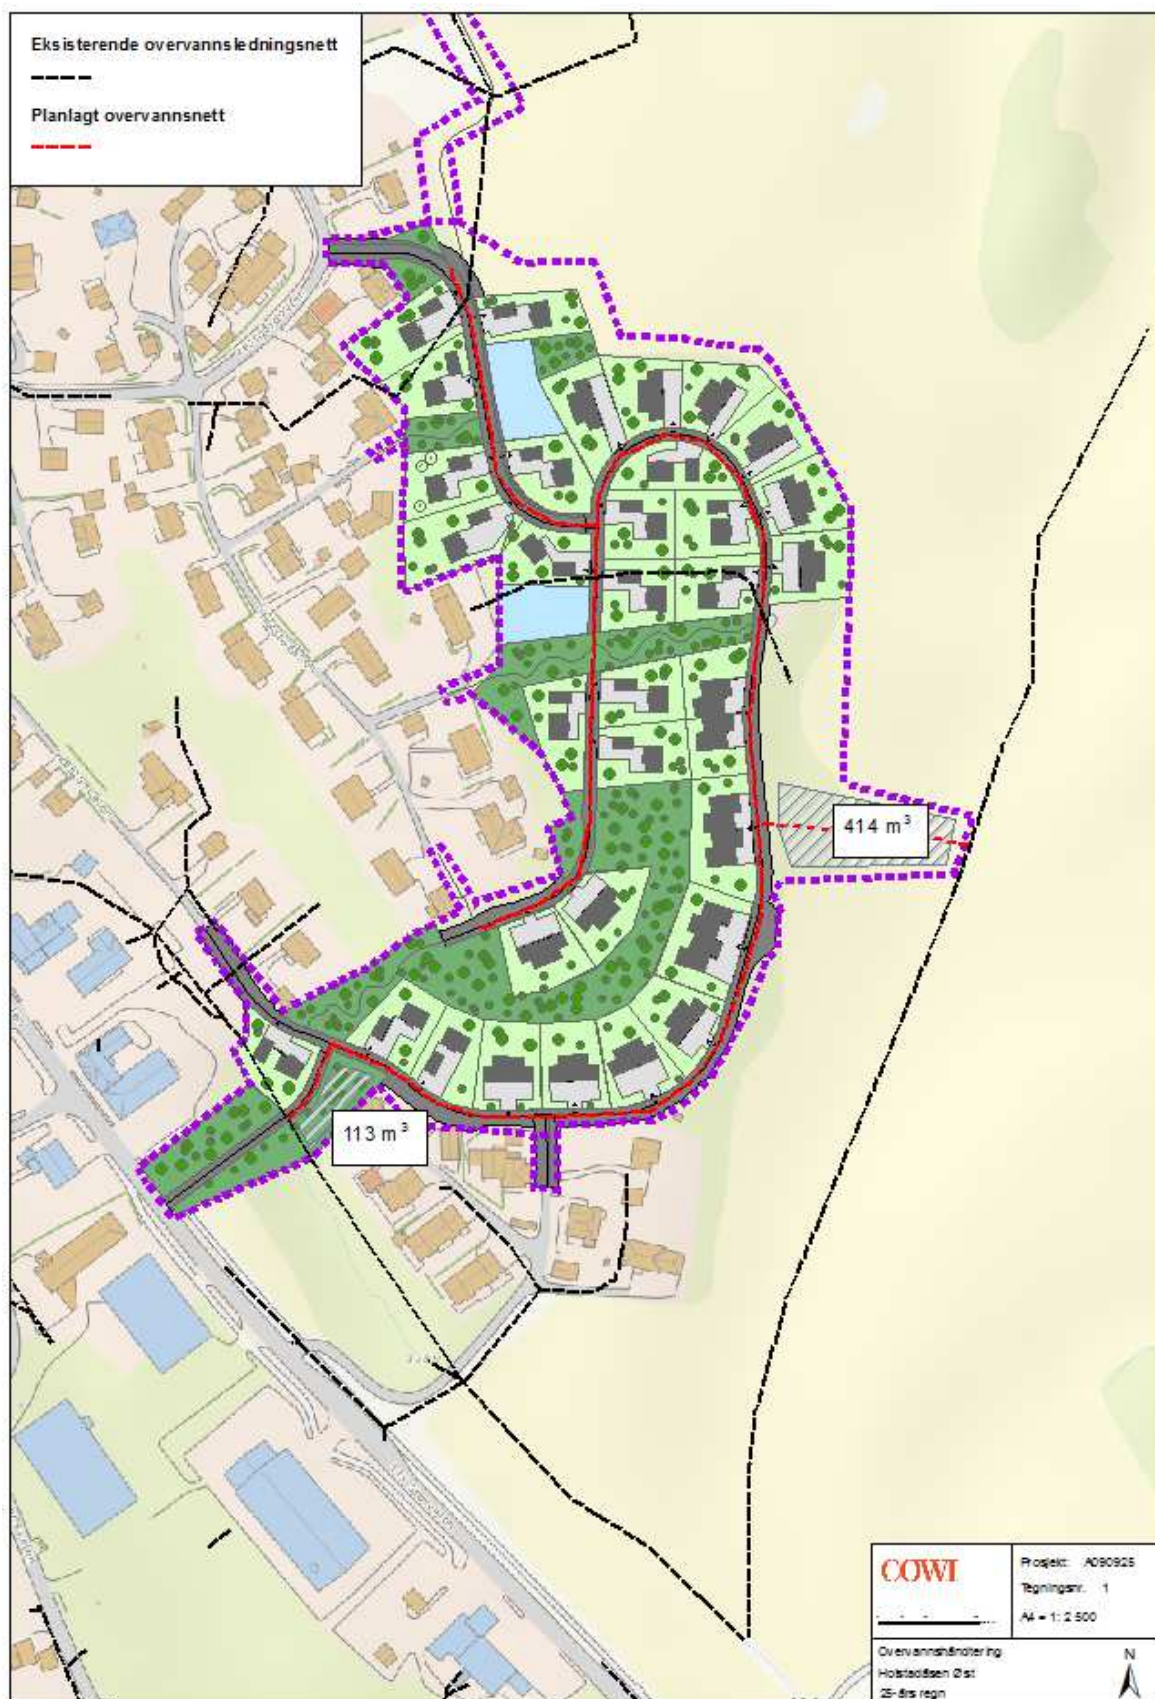 Eksisterende overvannsledningsnett
Planlagt overvannsnett
414 m³
113 m³
COWI
Prosjekt: A090925
Tegningsnr. 1
A4 = 1: 2 500
Overvannshåndtering
Holstadåsen Øst
25-års regn
N